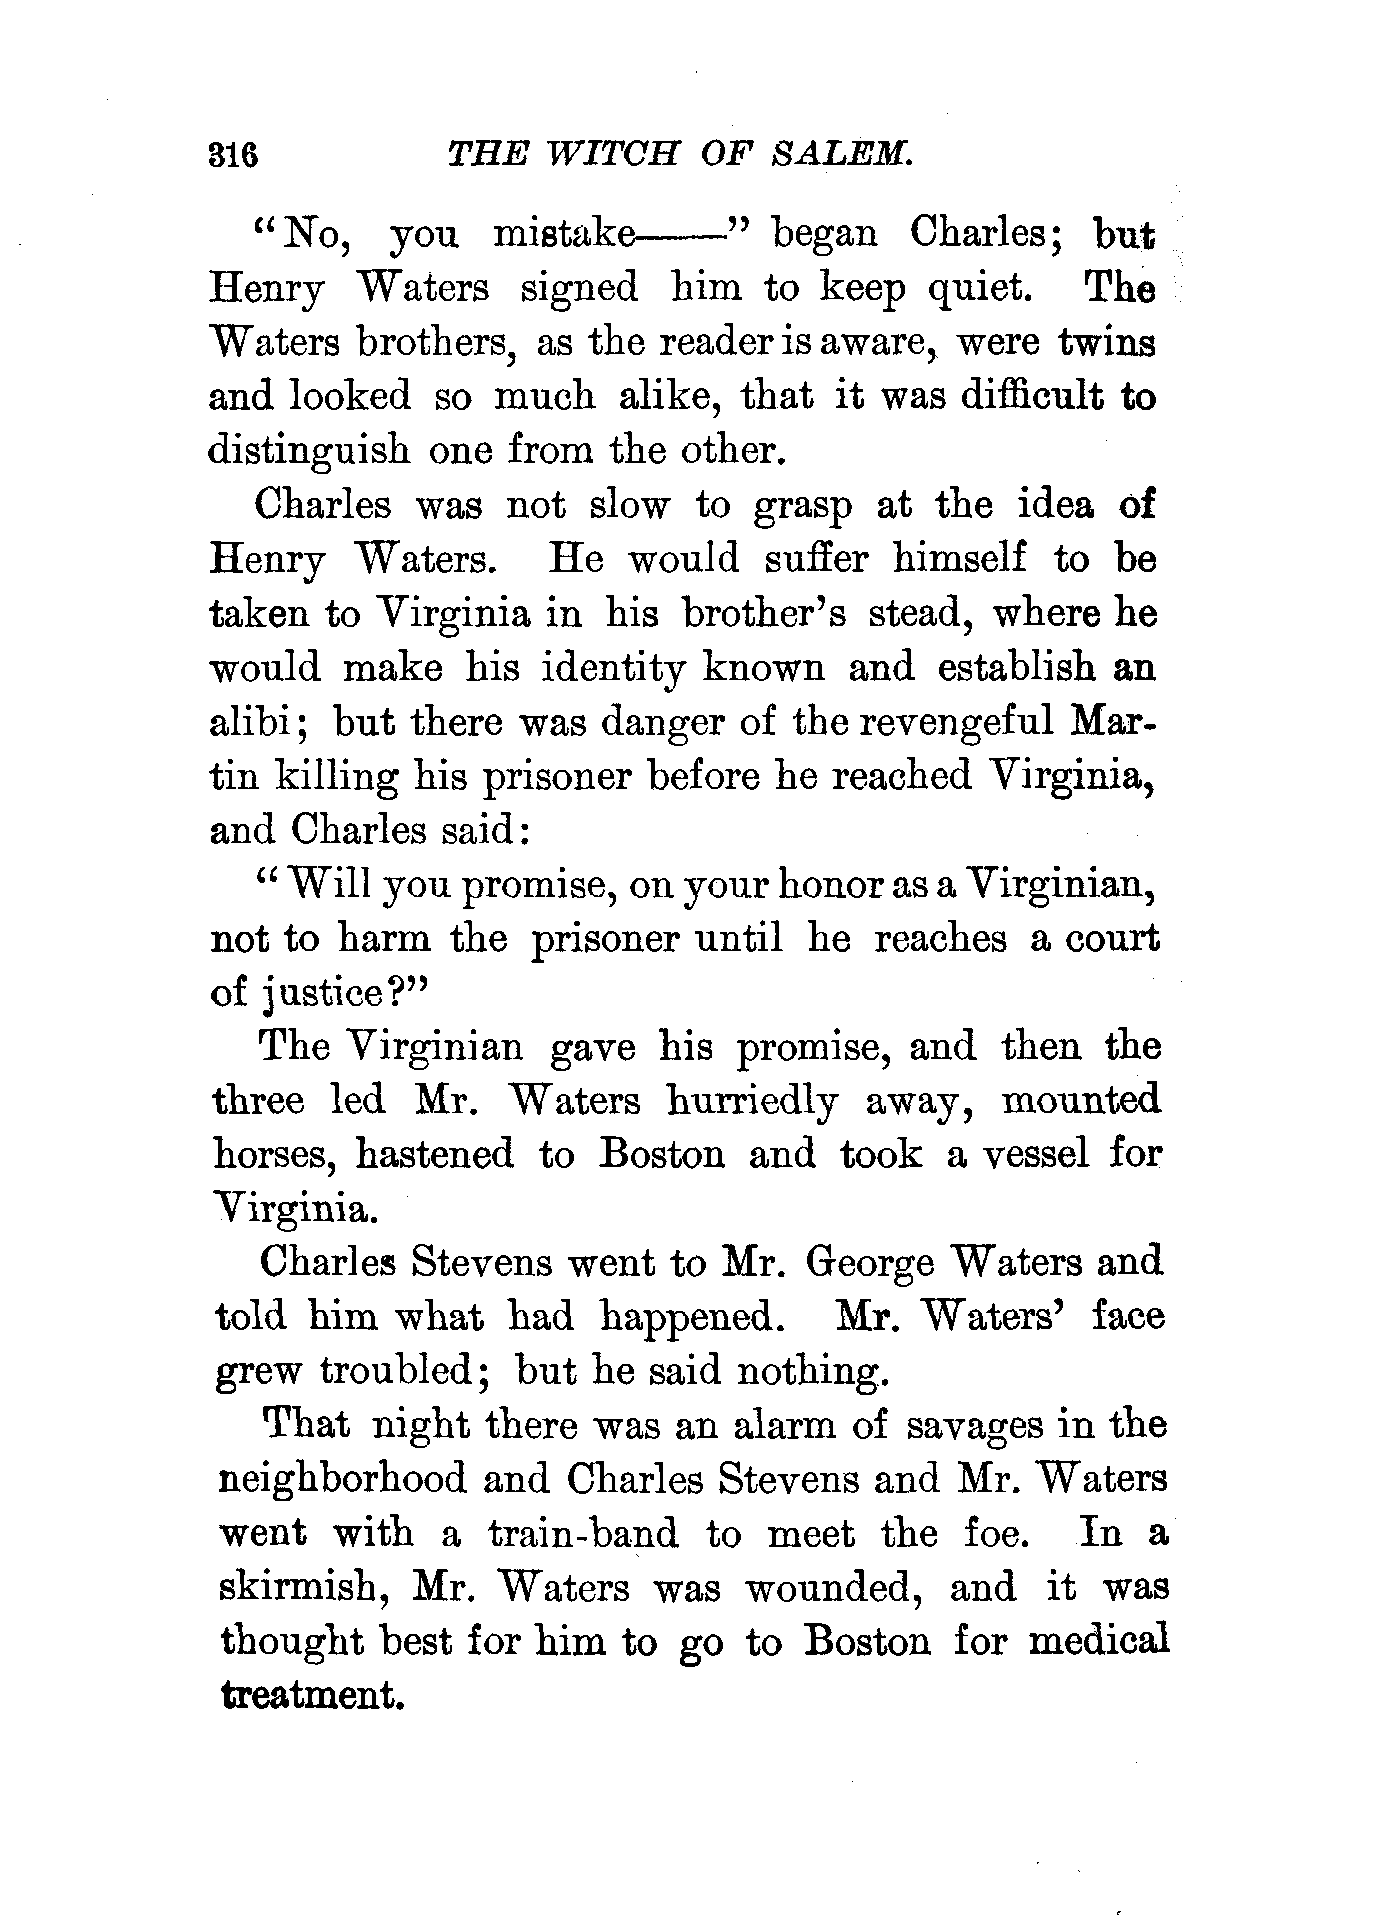 316 THE WITCH OF SALEM.
“No, you mistake——” began Charles; but
Henry Waters signed him to keep quiet. The
Waters brothers, as the reader is aware, were twins
and looked so much alike, that it was difficult to
distinguish one from the other.
Charles was not slow to grasp at the idea of
Henry Waters. He would suffer himself to be
taken to Virginia in his brother’s stead, where he
would make his identity known and establish an
alibi; but there was danger of the revengeful Mar-
tin killing his prisoner before he reached Virginia,
and Charles said:
“Will you promise, on your honor as a Virginian,
not to harm the prisoner until he reaches a court
of justice?”
The Virginian gave his promise, and then the
three led Mr. Waters hurriedly away, mounted
horses, hastened to Boston and took a vessel for
Virginia.
Charles Stevens went to Mr. George Waters and
told him what had happened. Mr. Waters’ face
grew troubled; but he said nothing.
That night there was an alarm of savages in the
neighborhood and Charles Stevens and Mr. Waters
went with a train-band to meet the foe. In a
skirmish, Mr. Waters was wounded, and it was
thought best for him to go to Boston for medical
treatment.